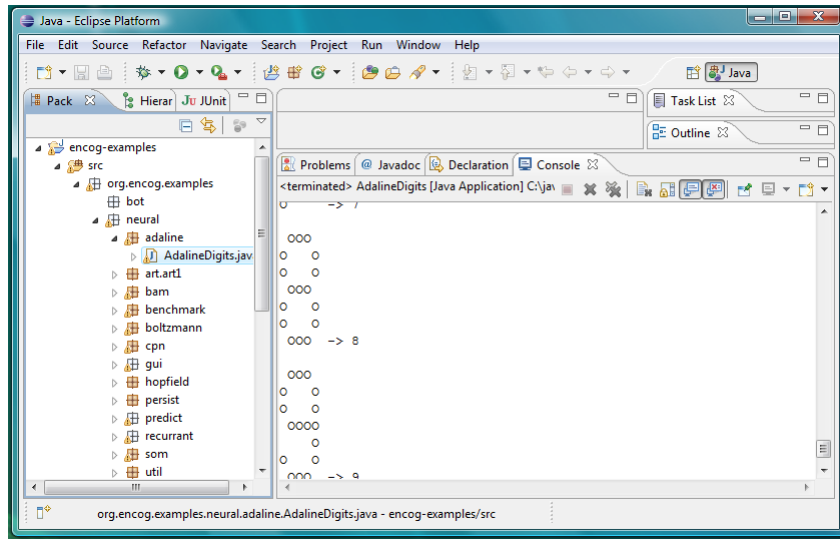 Java - Eclipse Platform
File Edit Source Refactor Navigate Search Project Run Window Help
Java
Pack Hierar JUnit
Task List
Outline
encog-examples
src
org.encog.examples
bot
neural
adaline
AdalineDigits.jav
art.art1
bam
benchmark
boltzmann
cpn
gui
hopfield
persist
predict
recurrant
som
util
Problems @ Javadoc Declaration Console
<terminated> AdalineDigits [Java Application] C:\jav
O     -> 7
 OOO
O   O
O   O
 OOO
O   O
O   O
 OOO  -> 8
 OOO
O   O
O   O
 OOOO
    O
O   O
 OOO  -> 9
org.encog.examples.neural.adaline.AdalineDigits.java - encog-examples/src